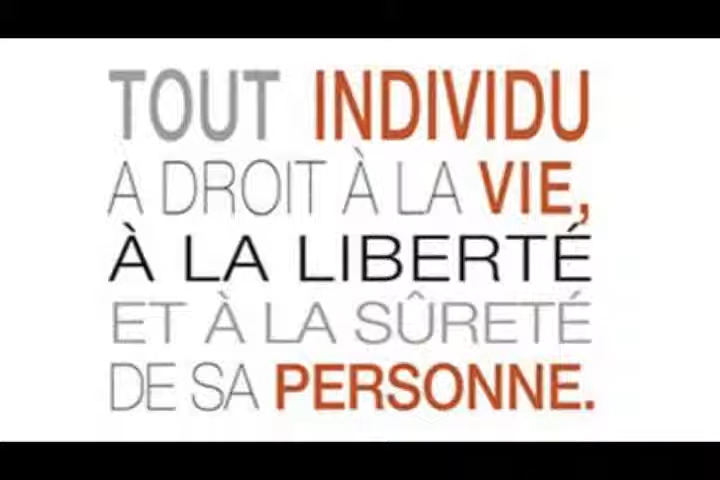 TOUT INDIVIDU
A DROIT À LA VIE,
À LA LIBERTÉ
ET À LA SÛRETÉ
DE SA PERSONNE.